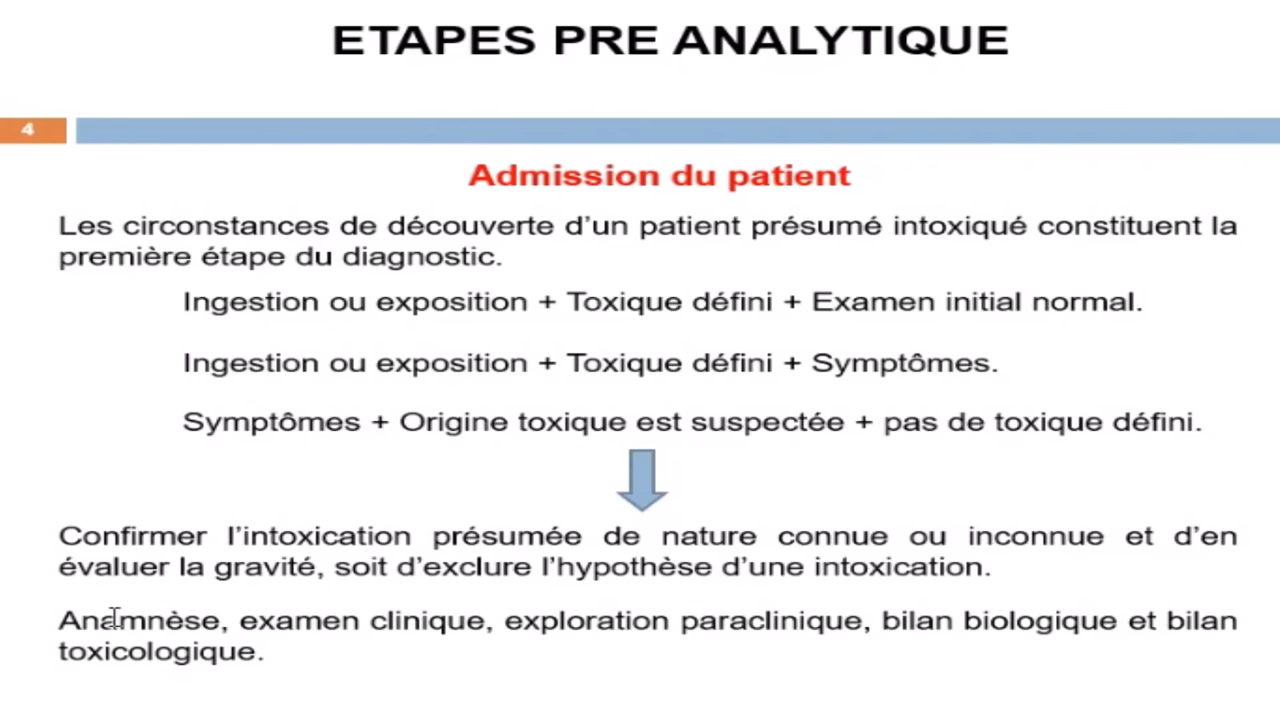 ETAPES PRE ANALYTIQUE
4
Admission du patient
Les circonstances de découverte d’un patient présumé intoxiqué constituent la
première étape du diagnostic.
Ingestion ou exposition + Toxique défini + Examen initial normal.
Ingestion ou exposition + Toxique défini + Symptômes.
Symptômes + Origine toxique est suspectée + pas de toxique défini.
Confirmer l’intoxication présumée de nature connue ou inconnue et d’en
évaluer la gravité, soit d’exclure l’hypothèse d’une intoxication.
Anamnèse, examen clinique, exploration paraclinique, bilan biologique et bilan
toxicologique.